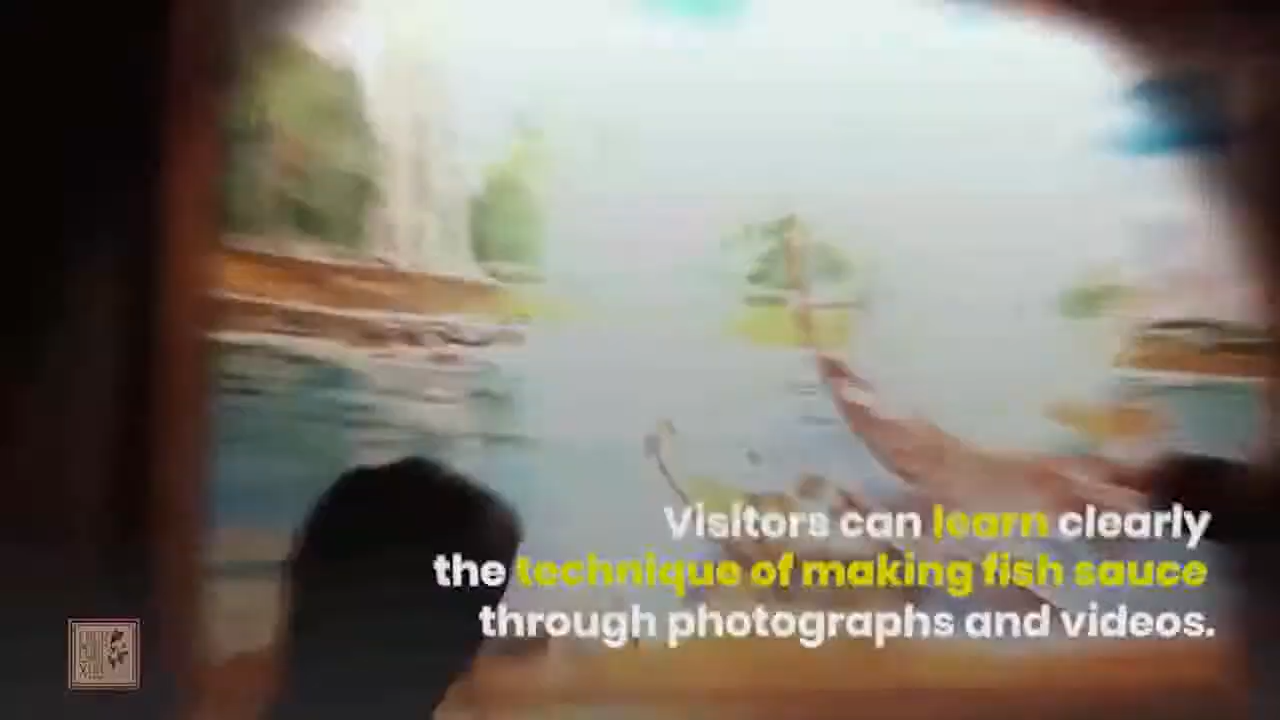 Visitors can learn clearly
the technique of making fish sauce
through photographs and videos.